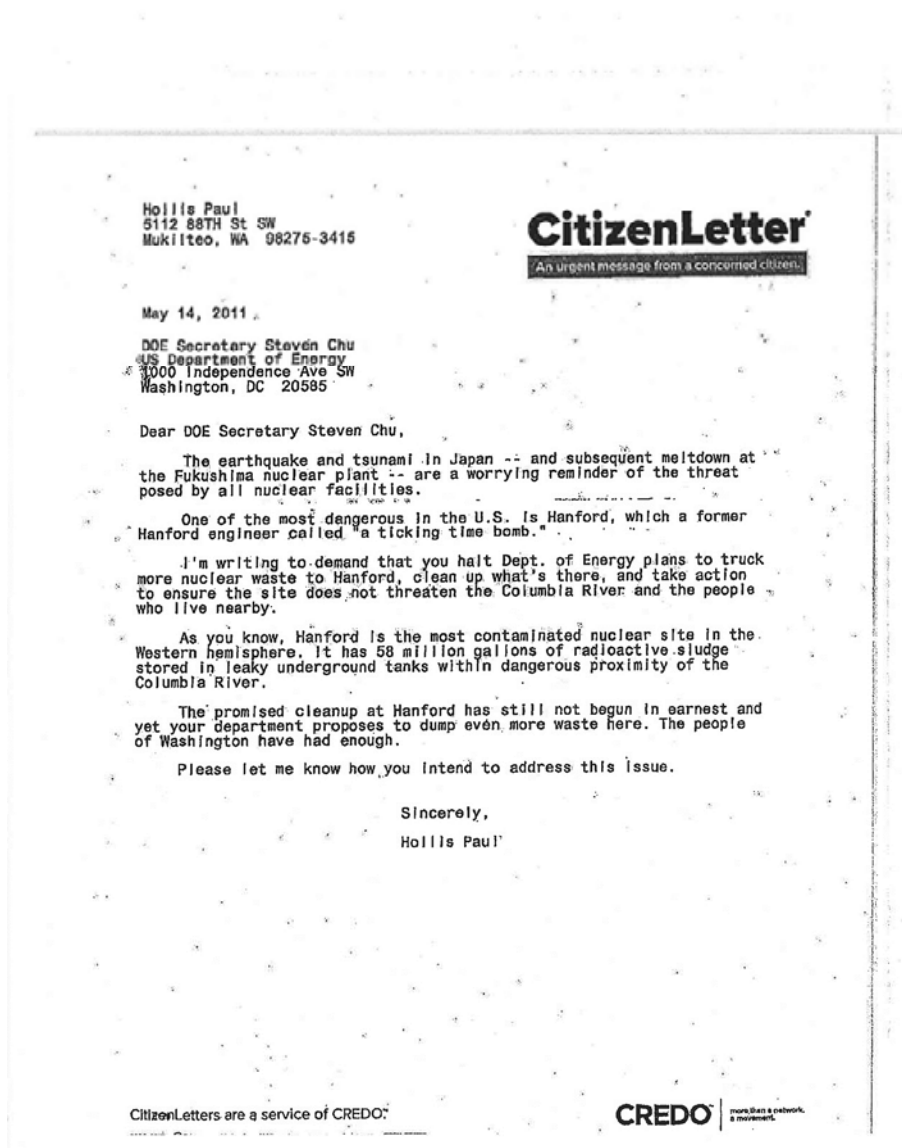 Hollis Paul
5112 88TH St SW
Mukilteo, WA 98275-3415
CitizenLetter
An urgent message from a concerned citizen.
May 14, 2011
DOE Secretary Steven Chu
US Department of Energy
1000 Independence Ave SW
Washington, DC 20585
Dear DOE Secretary Steven Chu,
The earthquake and tsunami in Japan -- and subsequent meltdown at
the Fukushima nuclear plant -- are a worrying reminder of the threat
posed by all nuclear facilities.
One of the most dangerous in the U.S. is Hanford, which a former
Hanford engineer called "a ticking time bomb."
I'm writing to demand that you halt Dept. of Energy plans to truck
more nuclear waste to Hanford, clean up what's there, and take action
to ensure the site does not threaten the Columbia River and the people
who live nearby.
As you know, Hanford is the most contaminated nuclear site in the
Western hemisphere. It has 58 million gallons of radioactive sludge
stored in leaky underground tanks within dangerous proximity of the
Columbia River.
The promised cleanup at Hanford has still not begun in earnest and
yet your department proposes to dump even more waste here. The people
of Washington have had enough.
Please let me know how you intend to address this issue.
Sincerely,
Hollis Paul
CitizenLetters are a service of CREDO.
CREDO
more than a network.
a movement.